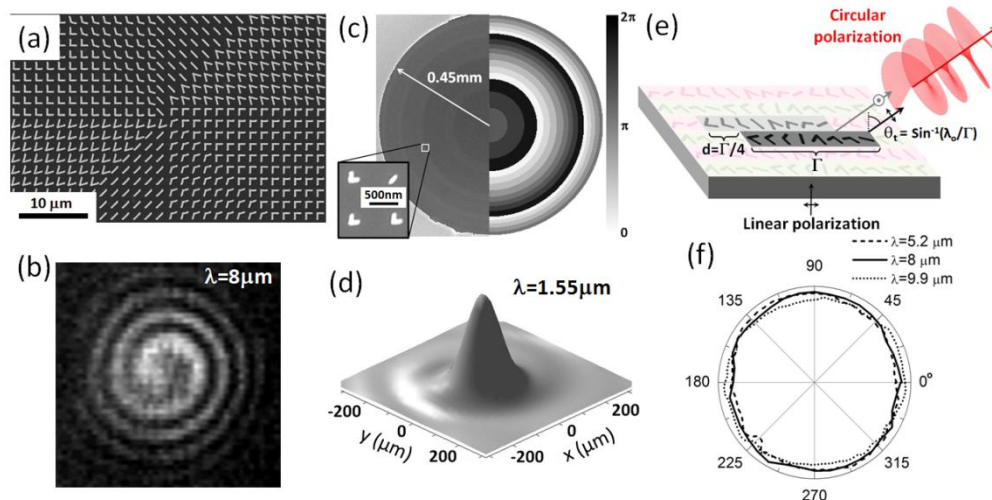 (a)
10 μm
(b)
λ=8μm
(c)
0.45mm
500nm
2π
π
0
(d)
λ=1.55μm
-200
0
200
y (μm)
-200
0
200
x (μm)
(e)
Circular
polarization
θt = Sin⁻¹(λo/Γ)
d=Γ/4
Γ
Linear polarization
(f)
λ=5.2 μm
λ=8 μm
λ=9.9 μm
90
135
45
180
0°
225
315
270